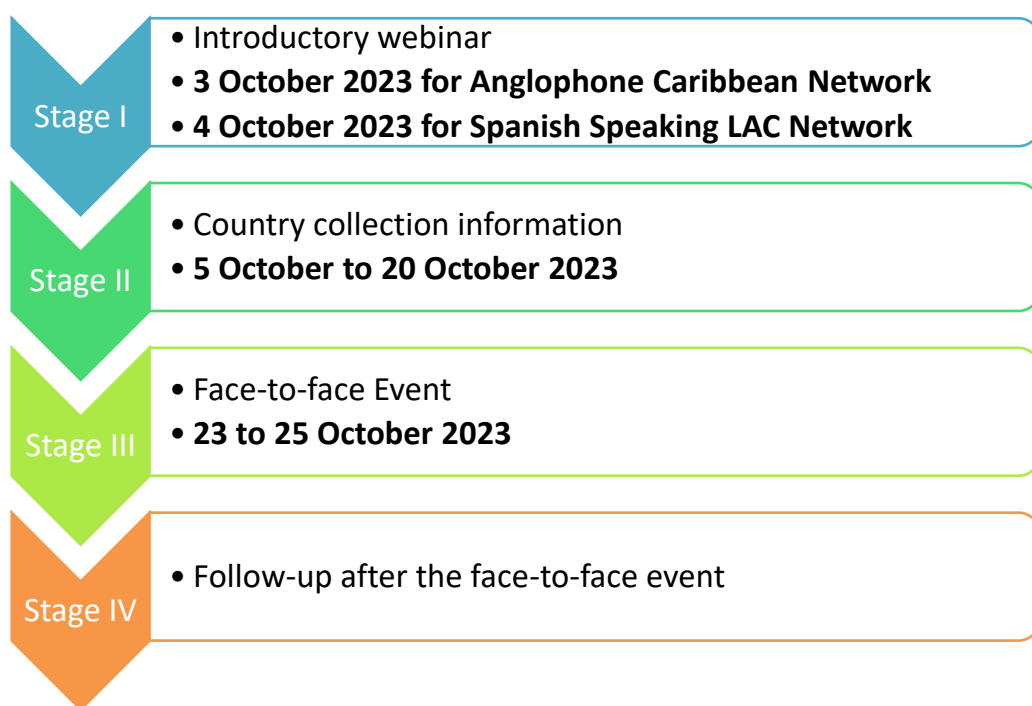 Stage I
• Introductory webinar
• 3 October 2023 for Anglophone Caribbean Network
• 4 October 2023 for Spanish Speaking LAC Network
Stage II
• Country collection information
• 5 October to 20 October 2023
Stage III
• Face-to-face Event
• 23 to 25 October 2023
Stage IV
• Follow-up after the face-to-face event